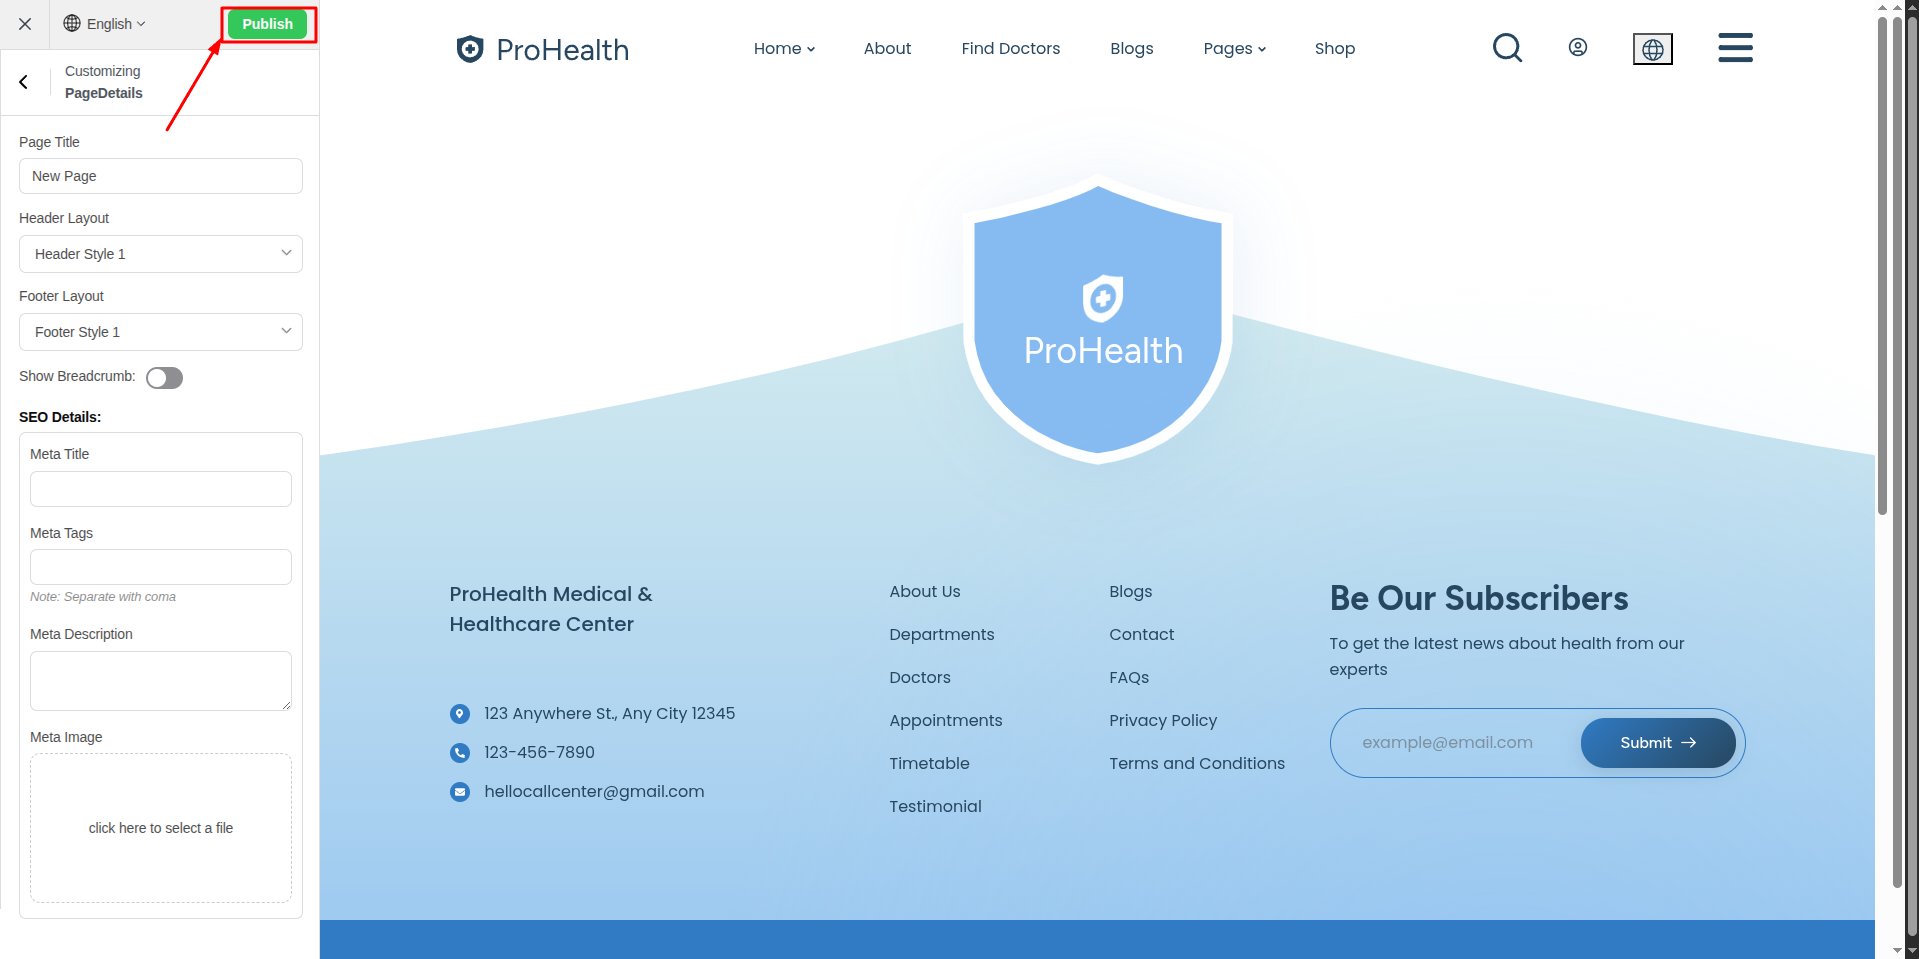 English
Publish
Customizing
PageDetails
Page Title
New Page
Header Layout
Header Style 1
Footer Layout
Footer Style 1
Show Breadcrumb:
SEO Details:
Meta Title
Meta Tags
Note: Separate with coma
Meta Description
Meta Image
click here to select a file
ProHealth
Home
About
Find Doctors
Blogs
Pages
Shop
ProHealth
ProHealth Medical &
Healthcare Center
123 Anywhere St., Any City 12345
123-456-7890
hellocallcenter@gmail.com
About Us
Departments
Doctors
Appointments
Timetable
Testimonial
Blogs
Contact
FAQs
Privacy Policy
Terms and Conditions
Be Our Subscribers
To get the latest news about health from our
experts
example@email.com
Submit